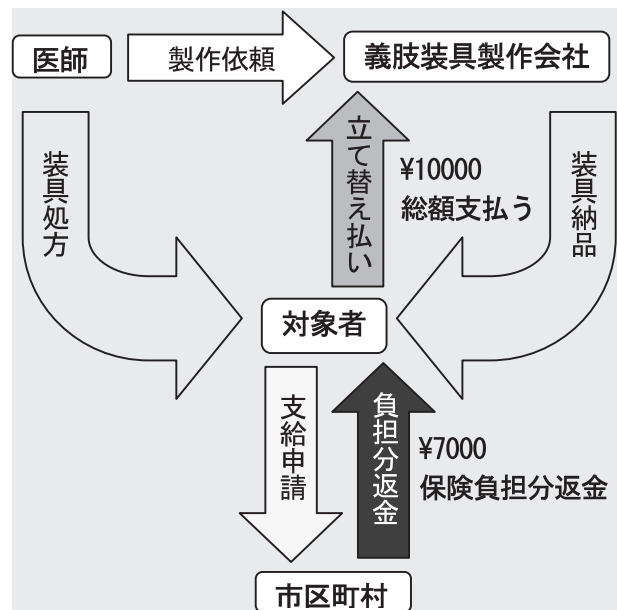 医師
製作依頼
義肢装具製作会社
装具処方
立て替え払い
¥10000
総額支払う
装具納品
対象者
支給申請
負担分返金
¥7000
保険負担分返金
市区町村